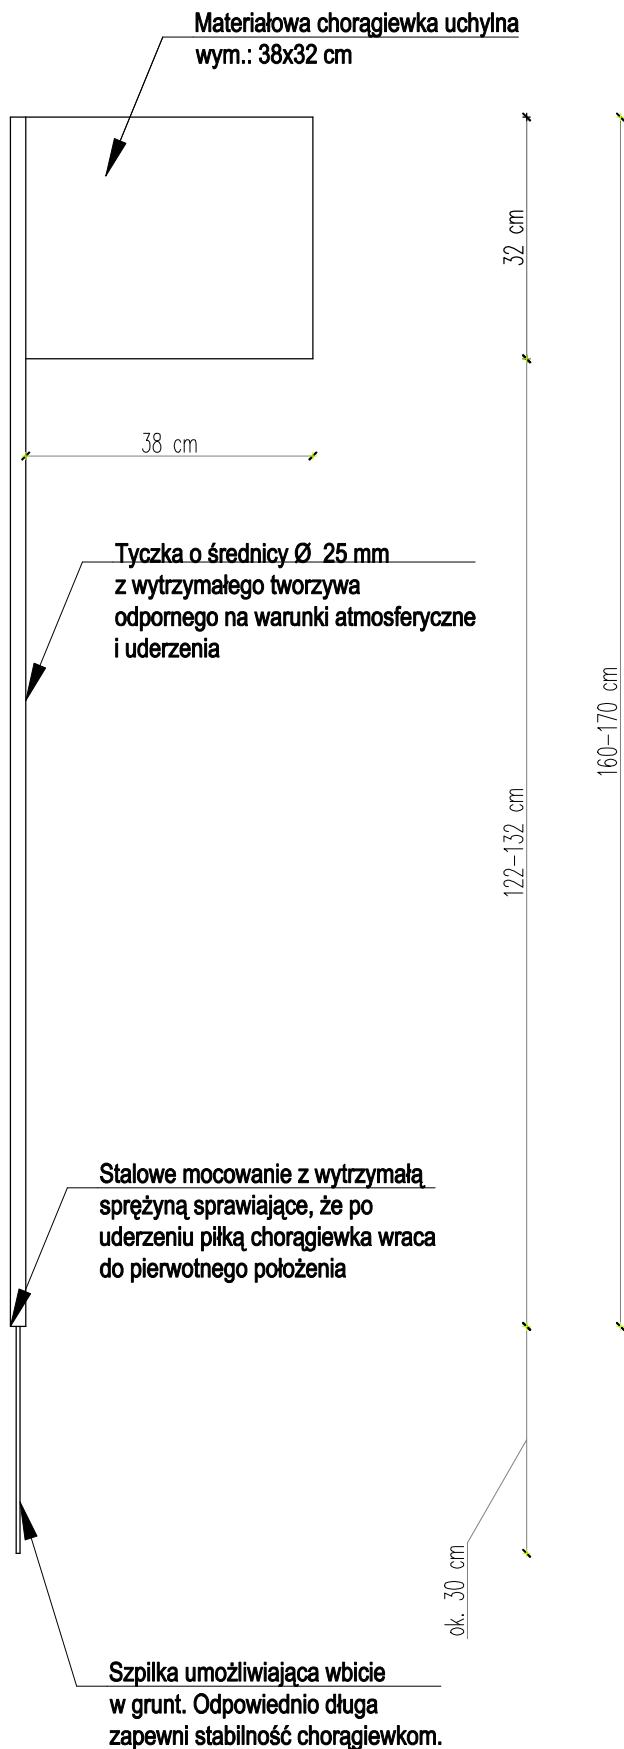 Materiałowa chorągiewka uchylna
wym.: 38x32 cm
32 cm
38 cm
Tyczka o średnicy Ø 25 mm
z wytrzymałego tworzywa
odpornego na warunki atmosferyczne
i uderzenia
160-170 cm
122-132 cm
Stalowe mocowanie z wytrzymałą
sprężyną sprawiające, że po
uderzeniu piłką chorągiewka wraca
do pierwotnego położenia
ok. 30 cm
Szpilka umożliwiająca wbicie
w grunt. Odpowiednio długa
zapewni stabilność chorągiewkom.